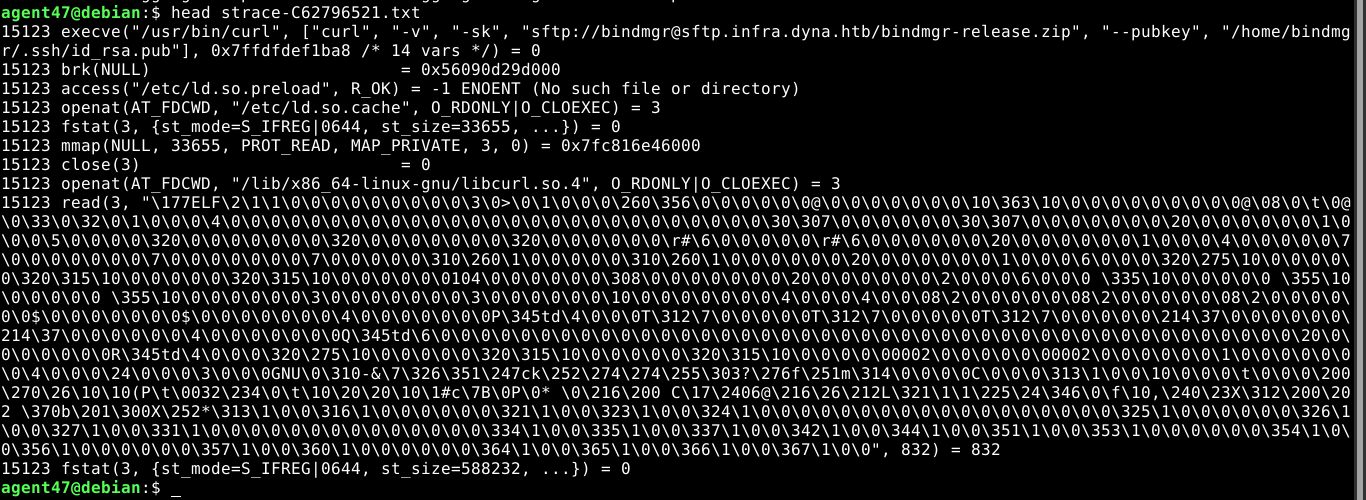 agent47@debian:$ head strace-C62796521.txt
15123 execve("/usr/bin/curl", ["curl", "-v", "-sk", "sftp://bindmgr@sftp.infra.dyna.htb/bindmgr-release.zip", "--pubkey", "/home/bindmg
r/.ssh/id_rsa.pub"], 0x7ffdfdef1ba8 /* 14 vars */) = 0
15123 brk(NULL)                         = 0x56090d29d000
15123 access("/etc/ld.so.preload", R_OK) = -1 ENOENT (No such file or directory)
15123 openat(AT_FDCWD, "/etc/ld.so.cache", O_RDONLY|O_CLOEXEC) = 3
15123 fstat(3, {st_mode=S_IFREG|0644, st_size=33655, ...}) = 0
15123 mmap(NULL, 33655, PROT_READ, MAP_PRIVATE, 3, 0) = 0x7fc816e46000
15123 close(3)                          = 0
15123 openat(AT_FDCWD, "/lib/x86_64-linux-gnu/libcurl.so.4", O_RDONLY|O_CLOEXEC) = 3
15123 read(3, "\177ELF\2\1\1\0\0\0\0\0\0\0\0\0\3\0>\0\1\0\0\0\260\356\0\0\0\0\0\0@\0\0\0\0\0\0\0\10\363\10\0\0\0\0\0\0\0\0\0@\08\0\t\0@
\0\33\0\32\0\1\0\0\0\4\0\0\0\0\0\0\0\0\0\0\0\0\0\0\0\0\0\0\0\0\0\0\0\30\307\0\0\0\0\0\0\30\307\0\0\0\0\0\0\20\0\0\0\0\0\0\1\0
\0\0\5\0\0\0\0\320\0\0\0\0\0\0\0\320\0\0\0\0\0\0\0\320\0\0\0\0\0\0\r#\6\0\0\0\0\0\r#\6\0\0\0\0\0\20\0\0\0\0\0\0\1\0\0\0\4\0\0\0\0\0\7
\0\0\0\0\0\0\7\0\0\0\0\0\0\7\0\0\0\0\0\310\260\1\0\0\0\0\0\310\260\1\0\0\0\0\0\20\0\0\0\0\0\0\1\0\0\0\6\0\0\0\320\275\10\0\0\0\0\0
\320\315\10\0\0\0\0\0\320\315\10\0\0\0\0\0104\0\0\0\0\0\0\308\0\0\0\0\0\0\20\0\0\0\0\0\0\2\0\0\0\6\0\0\0 \335\10\0\0\0\0\0 \355\10
\0\0\0\0\0 \355\10\0\0\0\0\0\3\0\0\0\0\0\0\3\0\0\0\0\0\0\10\0\0\0\0\0\0\0\4\0\0\0\4\0\0\08\2\0\0\0\0\0\08\2\0\0\0\0\0\08\2\0\0\0\0\0
\0$\0\0\0\0\0\0\0$\0\0\0\0\0\0\0\4\0\0\0\0\0\0\0P\345td\4\0\0\0T\312\7\0\0\0\0\0T\312\7\0\0\0\0\0T\312\7\0\0\0\0\0\214\37\0\0\0\0\0\0
\214\37\0\0\0\0\0\0\4\0\0\0\0\0\0\0Q\345td\6\0\0\0\0\0\0\0\0\0\0\0\0\0\0\0\0\0\0\0\0\0\0\0\0\0\0\0\0\0\0\0\0\0\0\0\0\0\0\0\20\0\0
\0\0\0\0\0R\345td\4\0\0\0\320\275\10\0\0\0\0\0\320\315\10\0\0\0\0\0\320\315\10\0\0\0\0\00002\0\0\0\0\0\00002\0\0\0\0\0\0\1\0\0\0\0\0\0
\0\4\0\0\0\24\0\0\0\3\0\0\0GNU\0\310-&\7\326\351\247ck\252\274\274\255\303?\276f\251m\314\0\0\0\0C\0\0\0\313\1\0\0\10\0\0\0\t\0\0\0\200
\270\26\10\10(P\t\0032\234\0\t\10\20\20\10\1#c\7B\0P\0* \0\216\200 C\17\2406@\216\26\212L\321\1\1\225\24\346\0\f\10,\240\23X\312\200\20
2 \370b\201\300X\252*\313\1\0\0\316\1\0\0\0\0\0\0\321\1\0\0\323\1\0\0\324\1\0\0\0\0\0\0\0\0\0\0\0\0\0\0\325\1\0\0\0\0\0\0\326\1
\0\0\327\1\0\0\331\1\0\0\0\0\0\0\0\0\0\0\0\0\0\0\334\1\0\0\335\1\0\0\337\1\0\0\342\1\0\0\344\1\0\0\351\1\0\0\353\1\0\0\0\0\0\0\354\1\0\0
\0\356\1\0\0\0\0\0\0\357\1\0\0\360\1\0\0\0\0\0\0\364\1\0\0\365\1\0\0\366\1\0\0\367\1\0\0", 832) = 832
15123 fstat(3, {st_mode=S_IFREG|0644, st_size=588232, ...}) = 0
agent47@debian:$ _